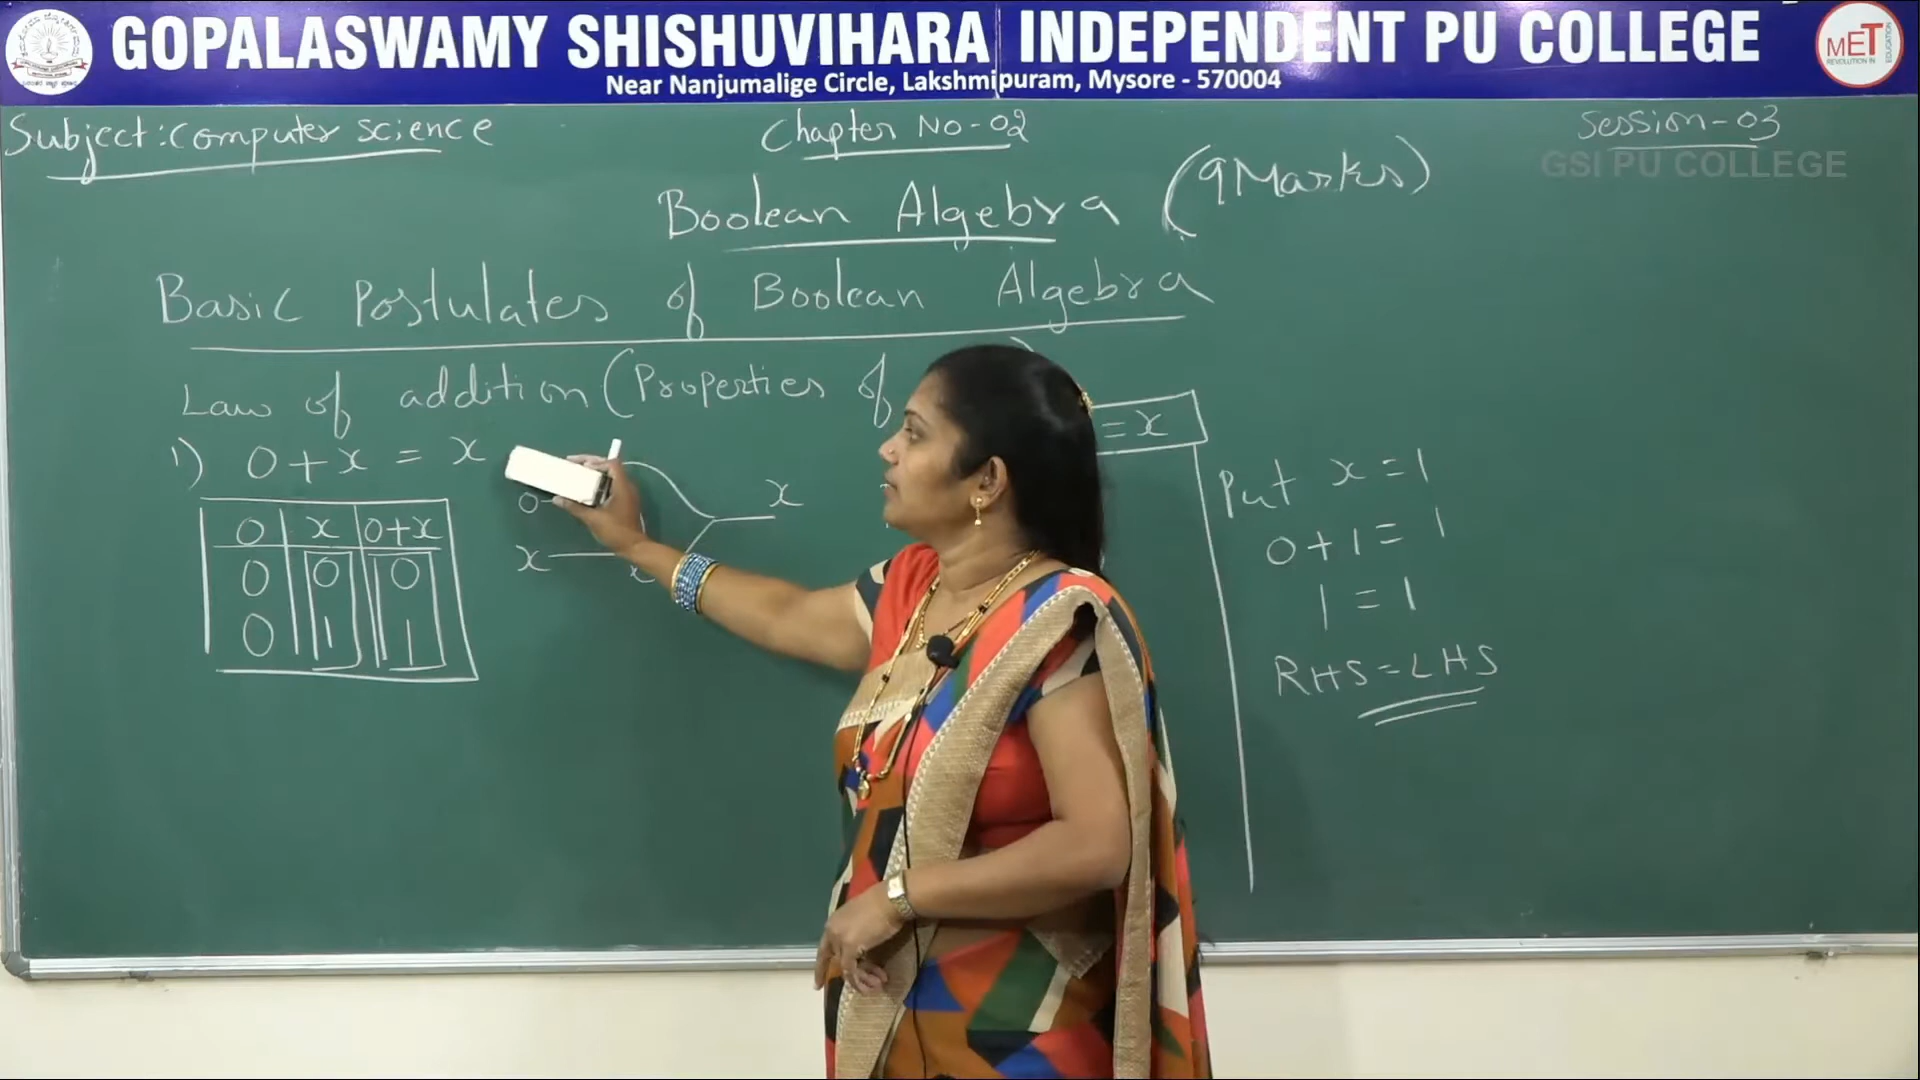 GOPALASWAMY SHISHUVIHARA INDEPENDENT PU COLLEGE
Near Nanjumalige Circle, Lakshmipuram, Mysore - 570004
MET
REVOLUTION IN EDUCATION
Subject: Computer science
Chapter No-02
Session-03
GSI PU COLLEGE
Boolean Algebra (9 Marks)
Basic Postulates of Boolean Algebra
Law of addition (Properties of
1) 0+x = x
0 x 0+x
0 0 0
0 1 1
0
x
x
x
= x
Put x = 1
0+1 = 1
1 = 1
RHS = LHS